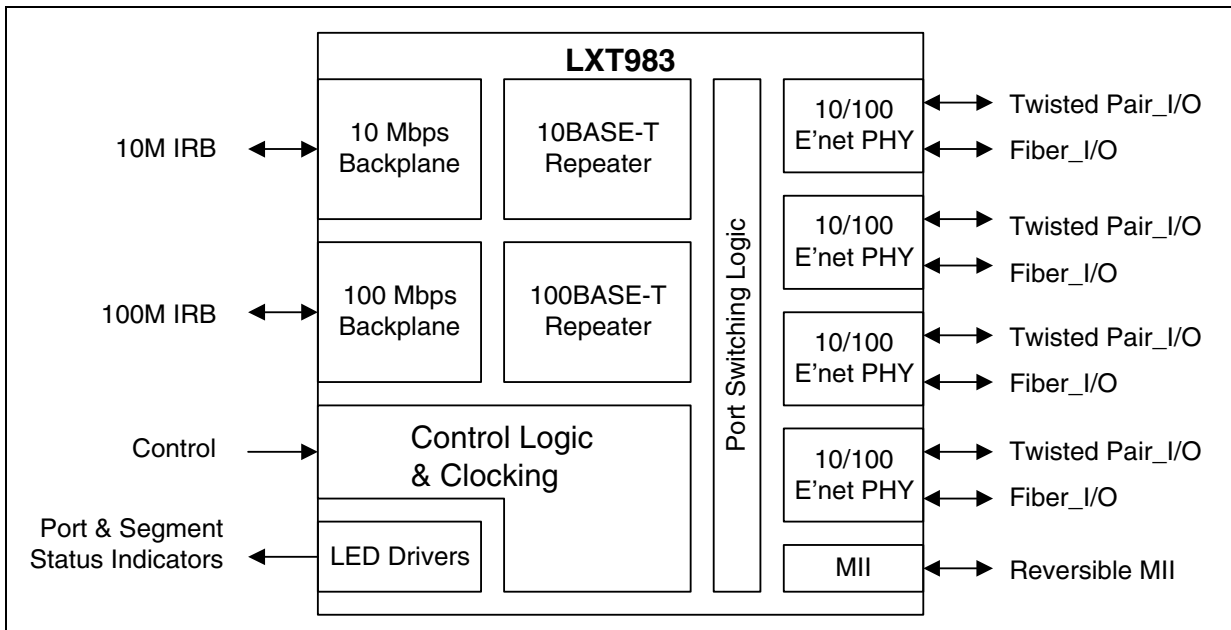 LXT983
10M IRB
10 Mbps
Backplane
10BASE-T
Repeater
100M IRB
100 Mbps
Backplane
100BASE-T
Repeater
Control
Control Logic
& Clocking
Port & Segment
Status Indicators
LED Drivers
Port Switching Logic
10/100
E'net PHY
Twisted Pair_I/O
Fiber_I/O
10/100
E'net PHY
Twisted Pair_I/O
Fiber_I/O
10/100
E'net PHY
Twisted Pair_I/O
Fiber_I/O
10/100
E'net PHY
Twisted Pair_I/O
Fiber_I/O
MII
Reversible MII